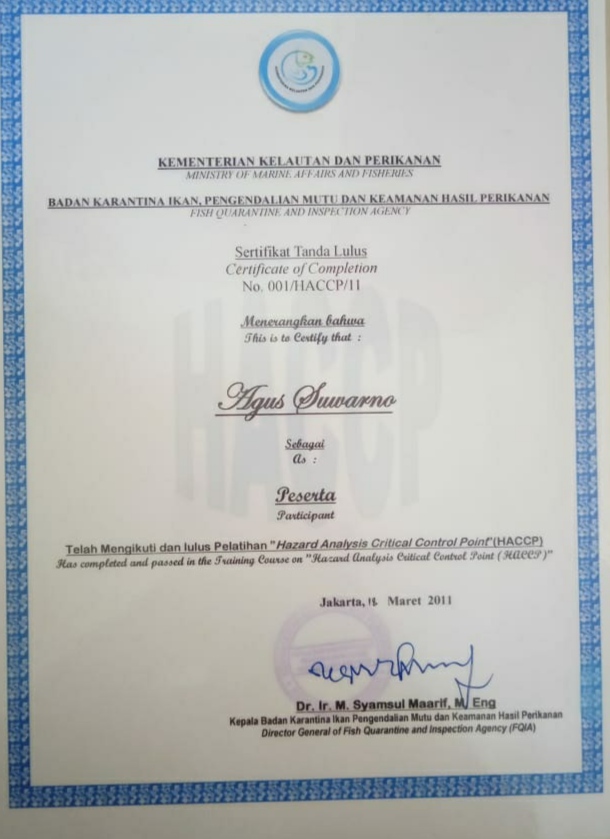 KEMENTERIAN KELAUTAN DAN PERIKANAN
MINISTRY OF MARINE AFFAIRS AND FISHERIES
BADAN KARANTINA IKAN, PENGENDALIAN MUTU DAN KEAMANAN HASIL PERIKANAN
FISH QUARANTINE AND INSPECTION AGENCY
Sertifikat Tanda Lulus
Certificate of Completion
No. 001/HACCP/11
Menerangkan bahwa
This is to Certify that :
HACCP
Agus Suwarno
Sebagai
As :
Peserta
Participant
Telah Mengikuti dan lulus Pelatihan "Hazard Analysis Critical Control Point"(HACCP)
Has completed and passed in the Training Course on "Hazard Analysis Critical Control Point (HACCP)"
Jakarta, 18 Maret 2011
Dr. Ir. M. Syamsul Maarif, M. Eng
Kepala Badan Karantina Ikan Pengendalian Mutu dan Keamanan Hasil Perikanan
Director General of Fish Quarantine and Inspection Agency (FQIA)